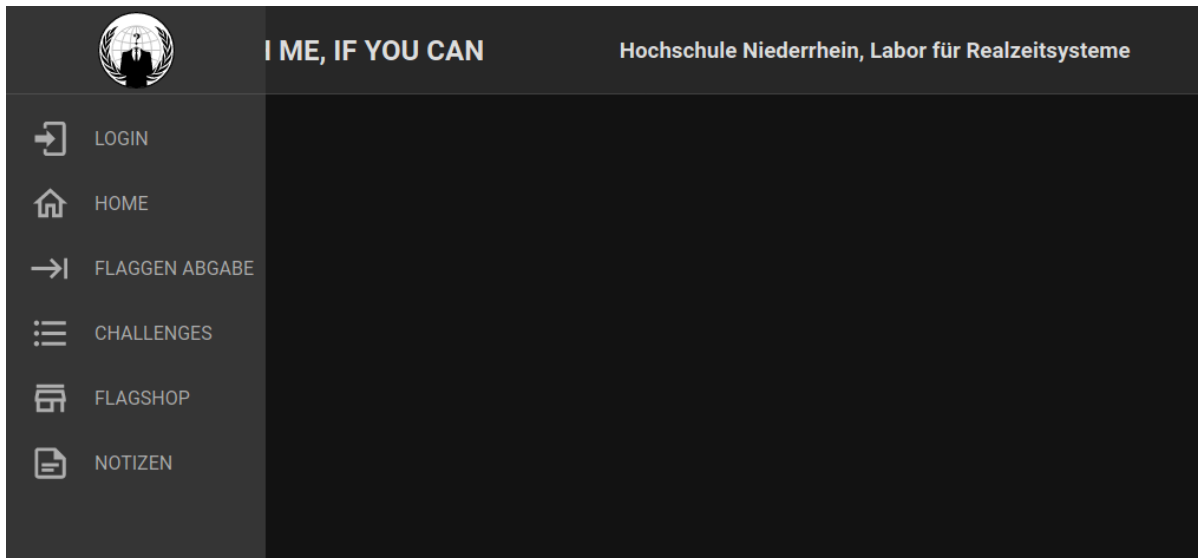 I ME, IF YOU CAN
Hochschule Niederrhein, Labor für Realzeitsysteme
LOGIN
HOME
FLAGGEN ABGABE
CHALLENGES
FLAGSHOP
NOTIZEN